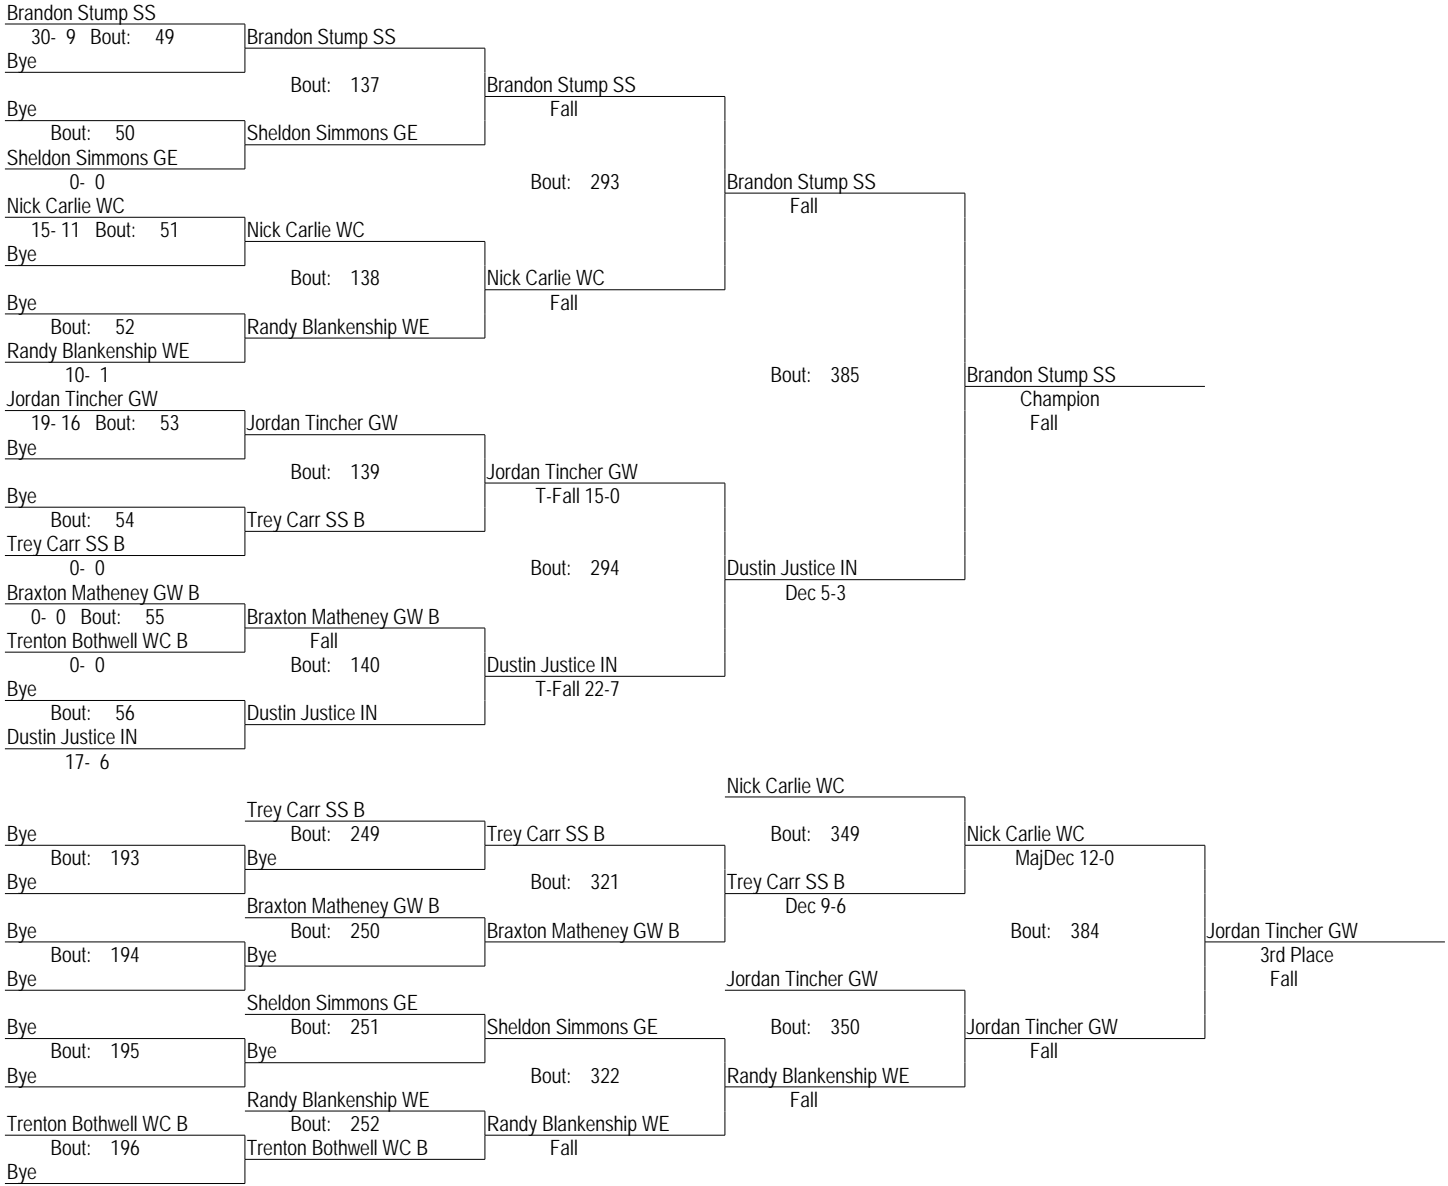 Brandon Stump SS
30- 9 Bout: 49 Brandon Stump SS
Bye
Bout: 137 Brandon Stump SS
Bye Fall
Bout: 50 Sheldon Simmons GE
Sheldon Simmons GE
0- 0 Bout: 293 Brandon Stump SS
Nick Carlie WC Fall
15- 11 Bout: 51 Nick Carlie WC
Bye
Bout: 138 Nick Carlie WC
Bye Fall
Bout: 52 Randy Blankenship WE
Randy Blankenship WE
10- 1 Bout: 385 Brandon Stump SS
Jordan Tincher GW Champion
19- 16 Bout: 53 Jordan Tincher GW Fall
Bye
Bout: 139 Jordan Tincher GW
Bye T-Fall 15-0
Bout: 54 Trey Carr SS B
Trey Carr SS B
0- 0 Bout: 294 Dustin Justice IN
Braxton Matheney GW B Dec 5-3
0- 0 Bout: 55 Braxton Matheney GW B
Trenton Bothwell WC B Fall
0- 0 Bout: 140 Dustin Justice IN
Bye T-Fall 22-7
Bout: 56 Dustin Justice IN
Dustin Justice IN
17- 6
Nick Carlie WC
Trey Carr SS B
Bye Bout: 249 Trey Carr SS B Bout: 349 Nick Carlie WC
Bout: 193 Bye MajDec 12-0
Bye Bout: 321 Trey Carr SS B
Braxton Matheney GW B Dec 9-6
Bye Bout: 250 Braxton Matheney GW B Bout: 384 Jordan Tincher GW
Bout: 194 Bye 3rd Place
Bye Jordan Tincher GW Fall
Sheldon Simmons GE
Bye Bout: 251 Sheldon Simmons GE Bout: 350 Jordan Tincher GW
Bout: 195 Bye Fall
Bye Bout: 322 Randy Blankenship WE
Randy Blankenship WE Fall
Trenton Bothwell WC B Bout: 252 Randy Blankenship WE
Bout: 196 Trenton Bothwell WC B Fall
Bye